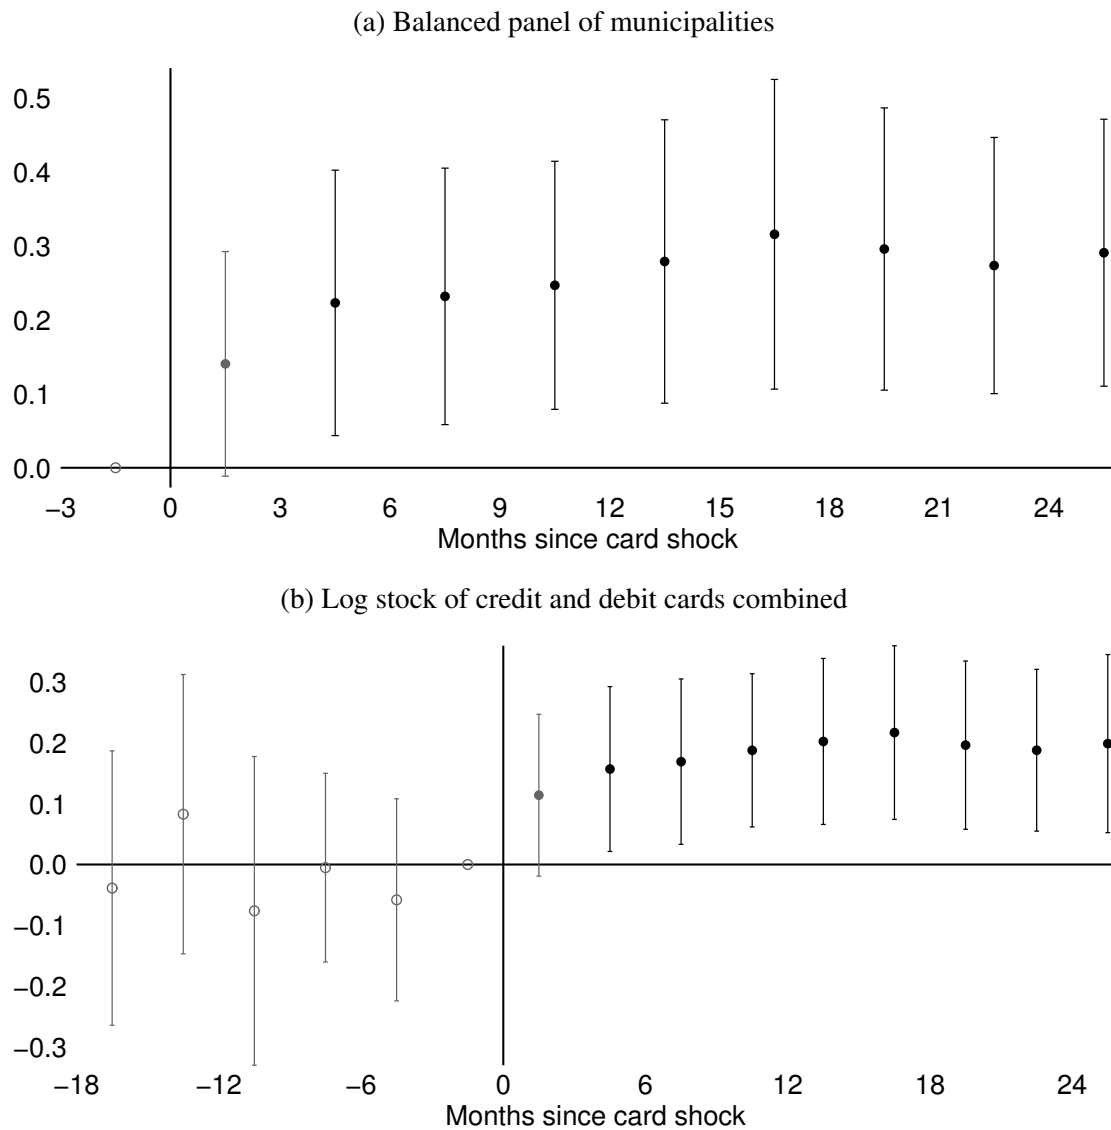 (a) Balanced panel of municipalities
0.5
0.4
0.3
0.2
0.1
0.0
−3 0 3 6 9 12 15 18 21 24
Months since card shock
(b) Log stock of credit and debit cards combined
0.3
0.2
0.1
0.0
−0.1
−0.2
−0.3
−18 −12 −6 0 6 12 18 24
Months since card shock